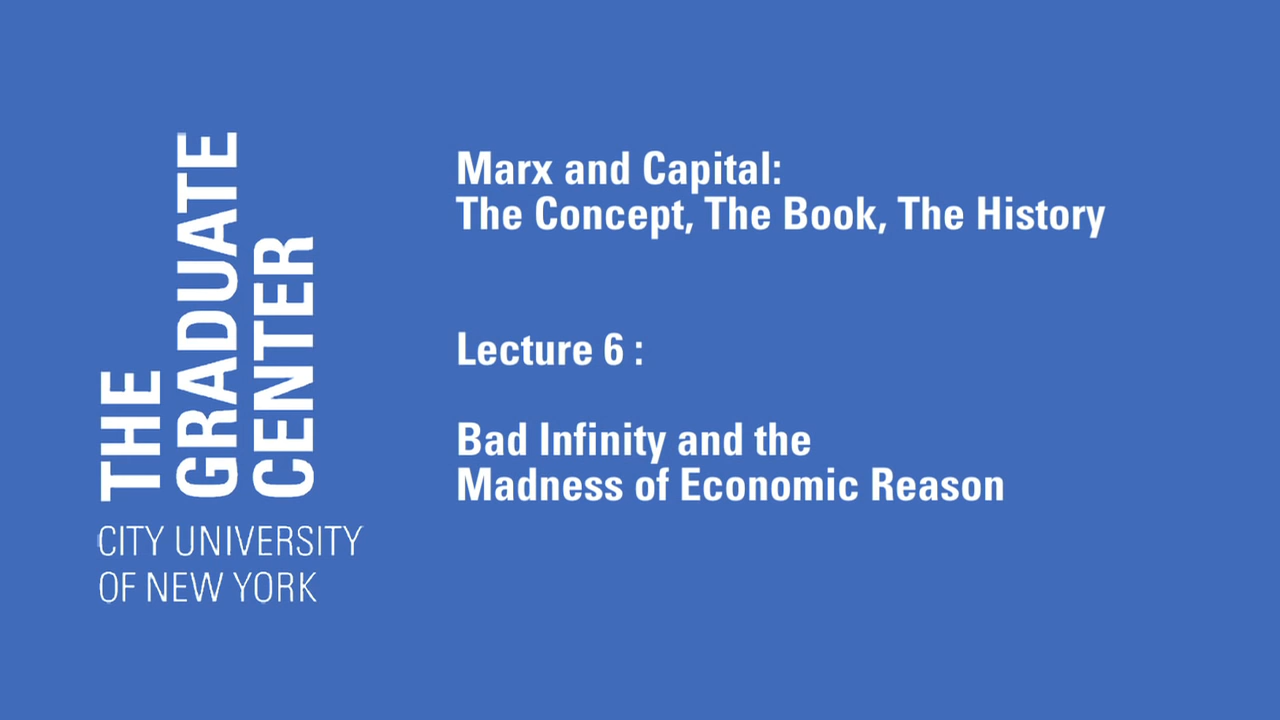 THE
GRADUATE
CENTER
CITY UNIVERSITY
OF NEW YORK
Marx and Capital:
The Concept, The Book, The History
Lecture 6 :
Bad Infinity and the
Madness of Economic Reason